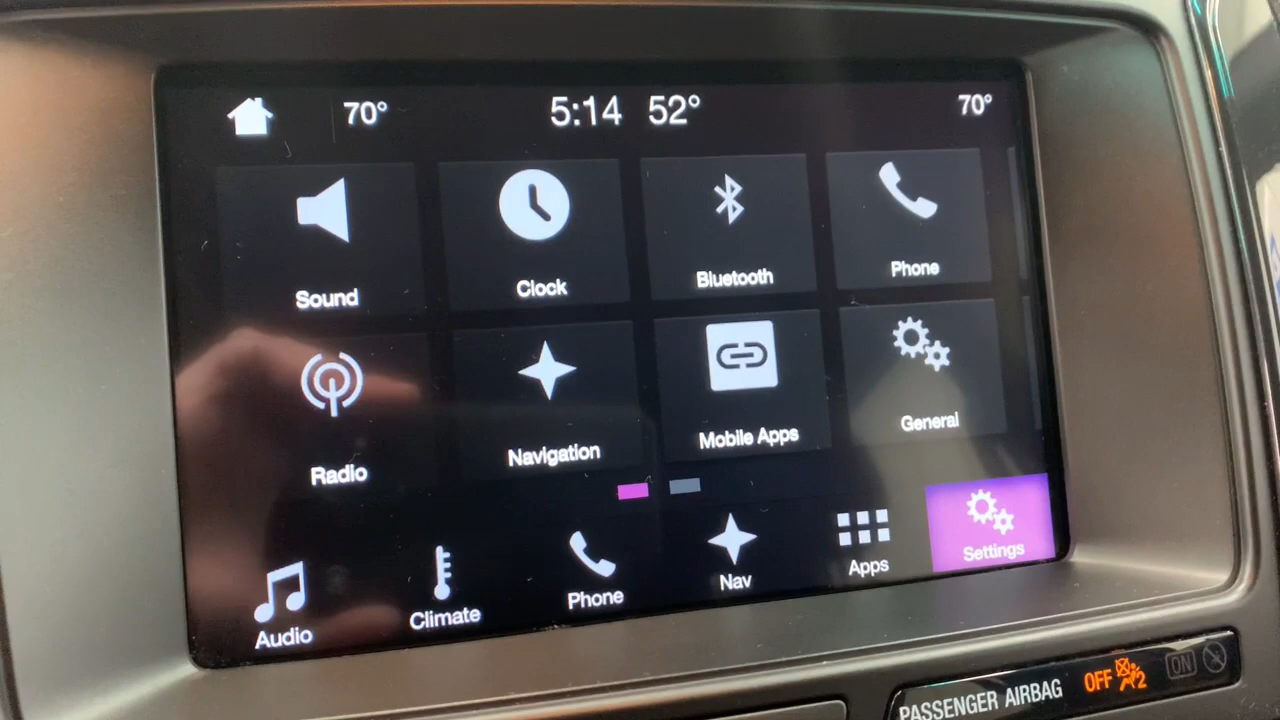 70° 5:14 52° 70°
Sound Clock Bluetooth Phone
Radio Navigation Mobile Apps General
Audio Climate Phone Nav Apps Settings
PASSENGER AIRBAG OFF 2 ON